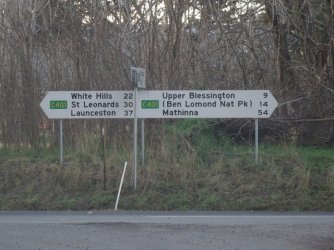 C401
White Hills 22
St Leonards 30
Launceston 37
C401
Upper Blessington 9
(Ben Lomond Nat Pk) 14
Mathinna 54